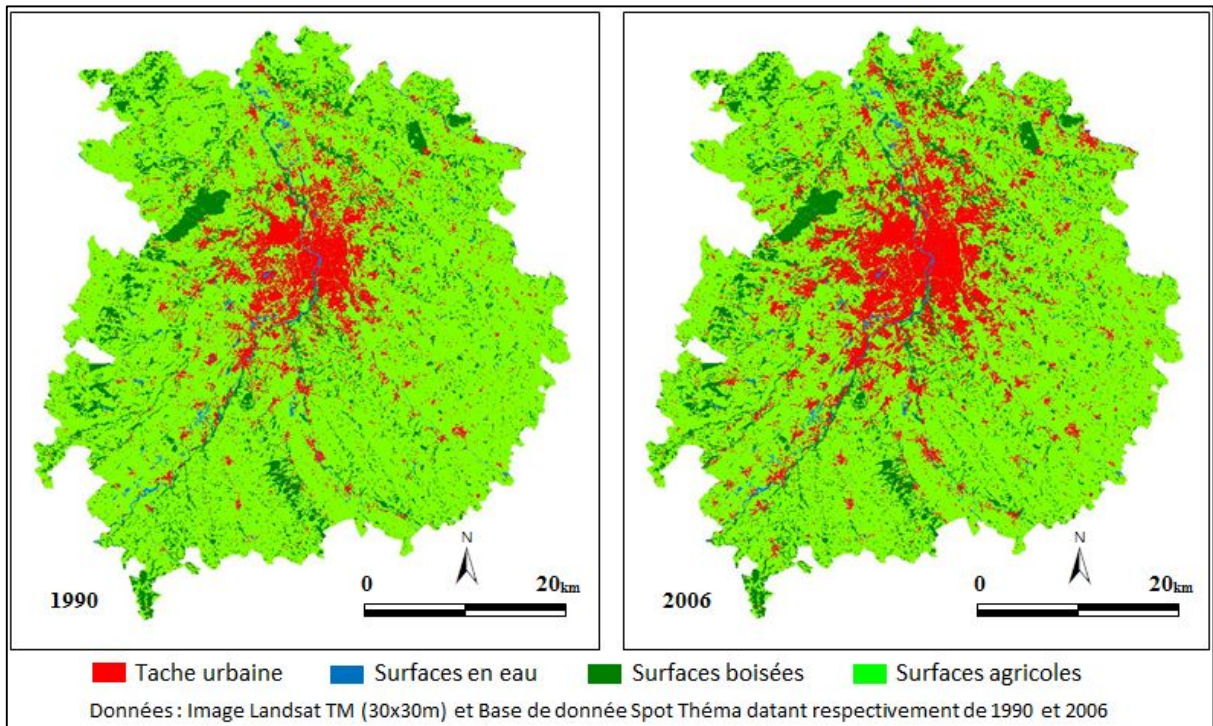 N
0 20km
1990
N
0 20km
2006
Tache urbaine Surfaces en eau Surfaces boisées Surfaces agricoles
Données : Image Landsat TM (30x30m) et Base de donnée Spot Théma datant respectivement de 1990 et 2006